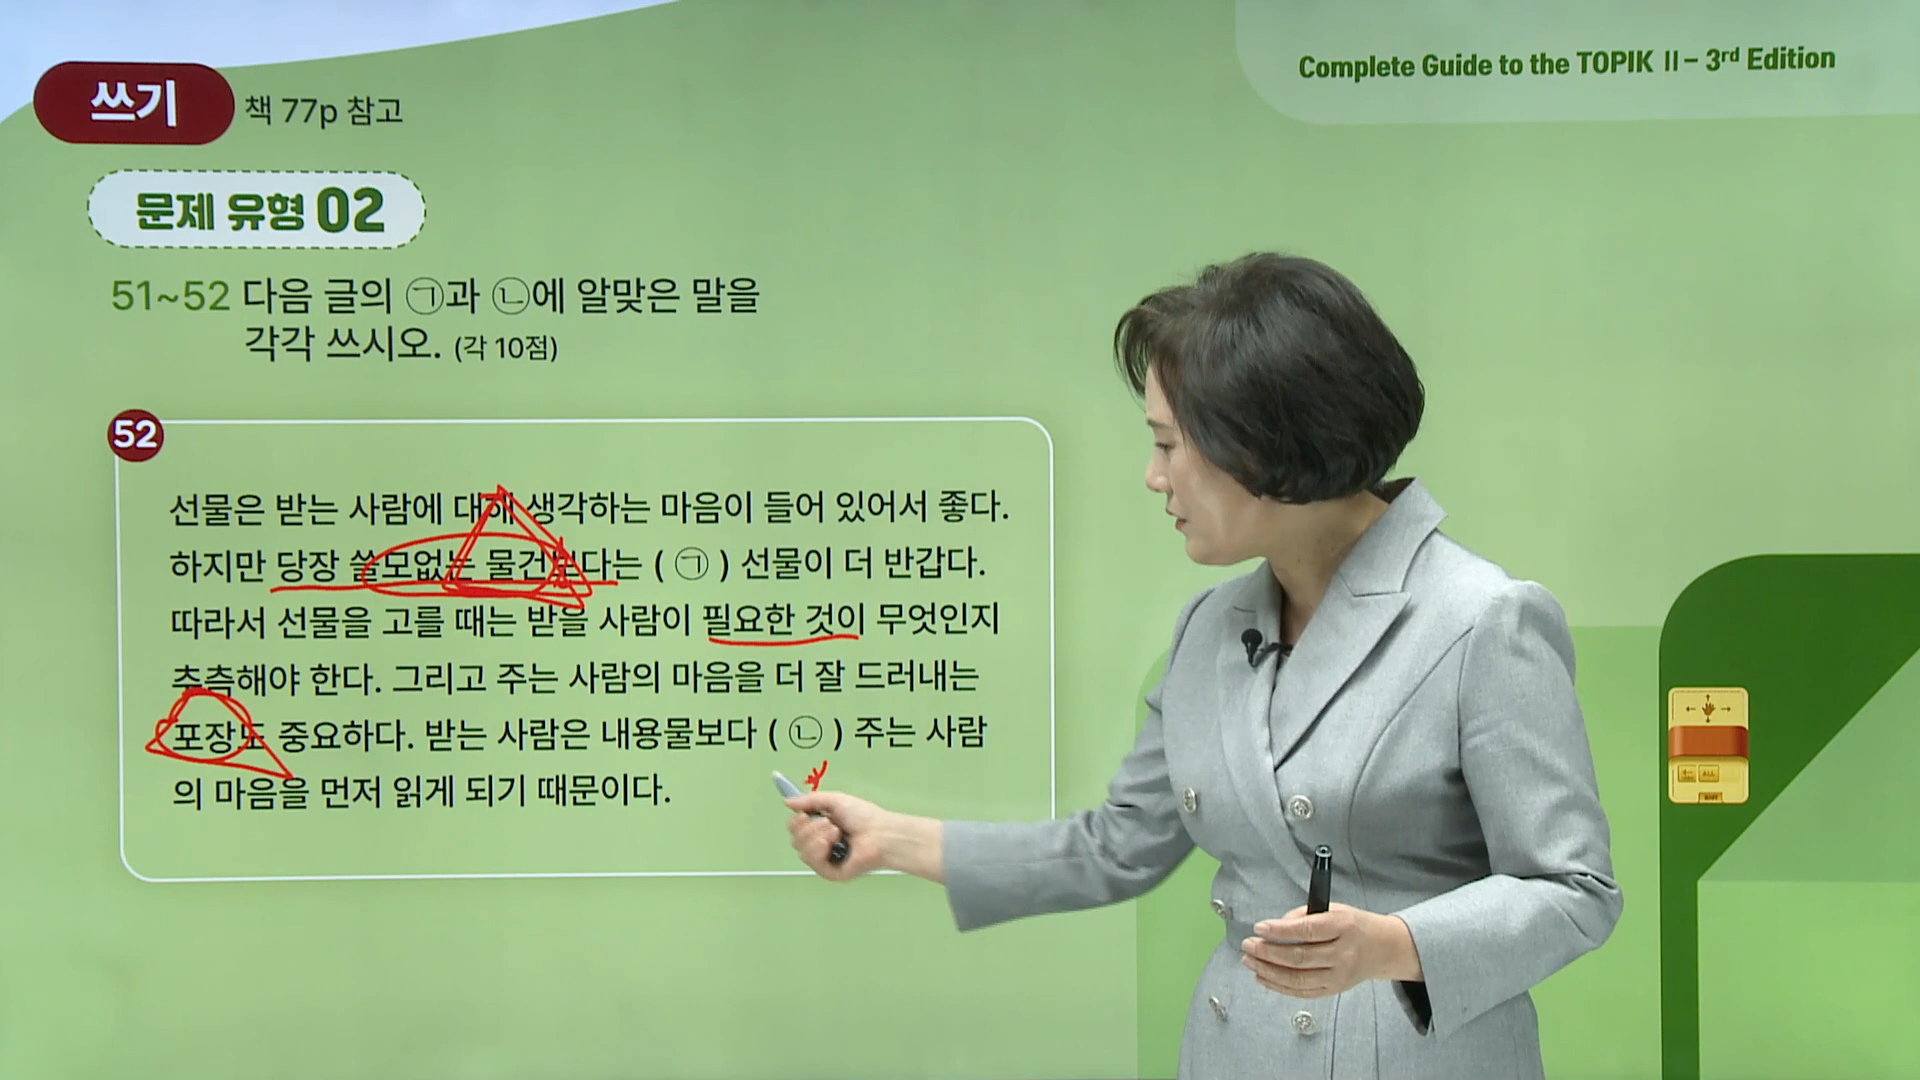 Complete Guide to the TOPIK Ⅱ – 3rd Edition
쓰기 책 77p 참고
문제 유형 02
51~52 다음 글의 ㉠과 ㉡에 알맞은 말을
각각 쓰시오. (각 10점)
52
선물은 받는 사람에 대해 생각하는 마음이 들어 있어서 좋다.
하지만 당장 쓸모없는 물건보다는 ( ㉠ ) 선물이 더 반갑다.
따라서 선물을 고를 때는 받을 사람이 필요한 것이 무엇인지
추측해야 한다. 그리고 주는 사람의 마음을 더 잘 드러내는
포장도 중요하다. 받는 사람은 내용물보다 ( ㉡ ) 주는 사람
의 마음을 먼저 읽게 되기 때문이다.
ALL